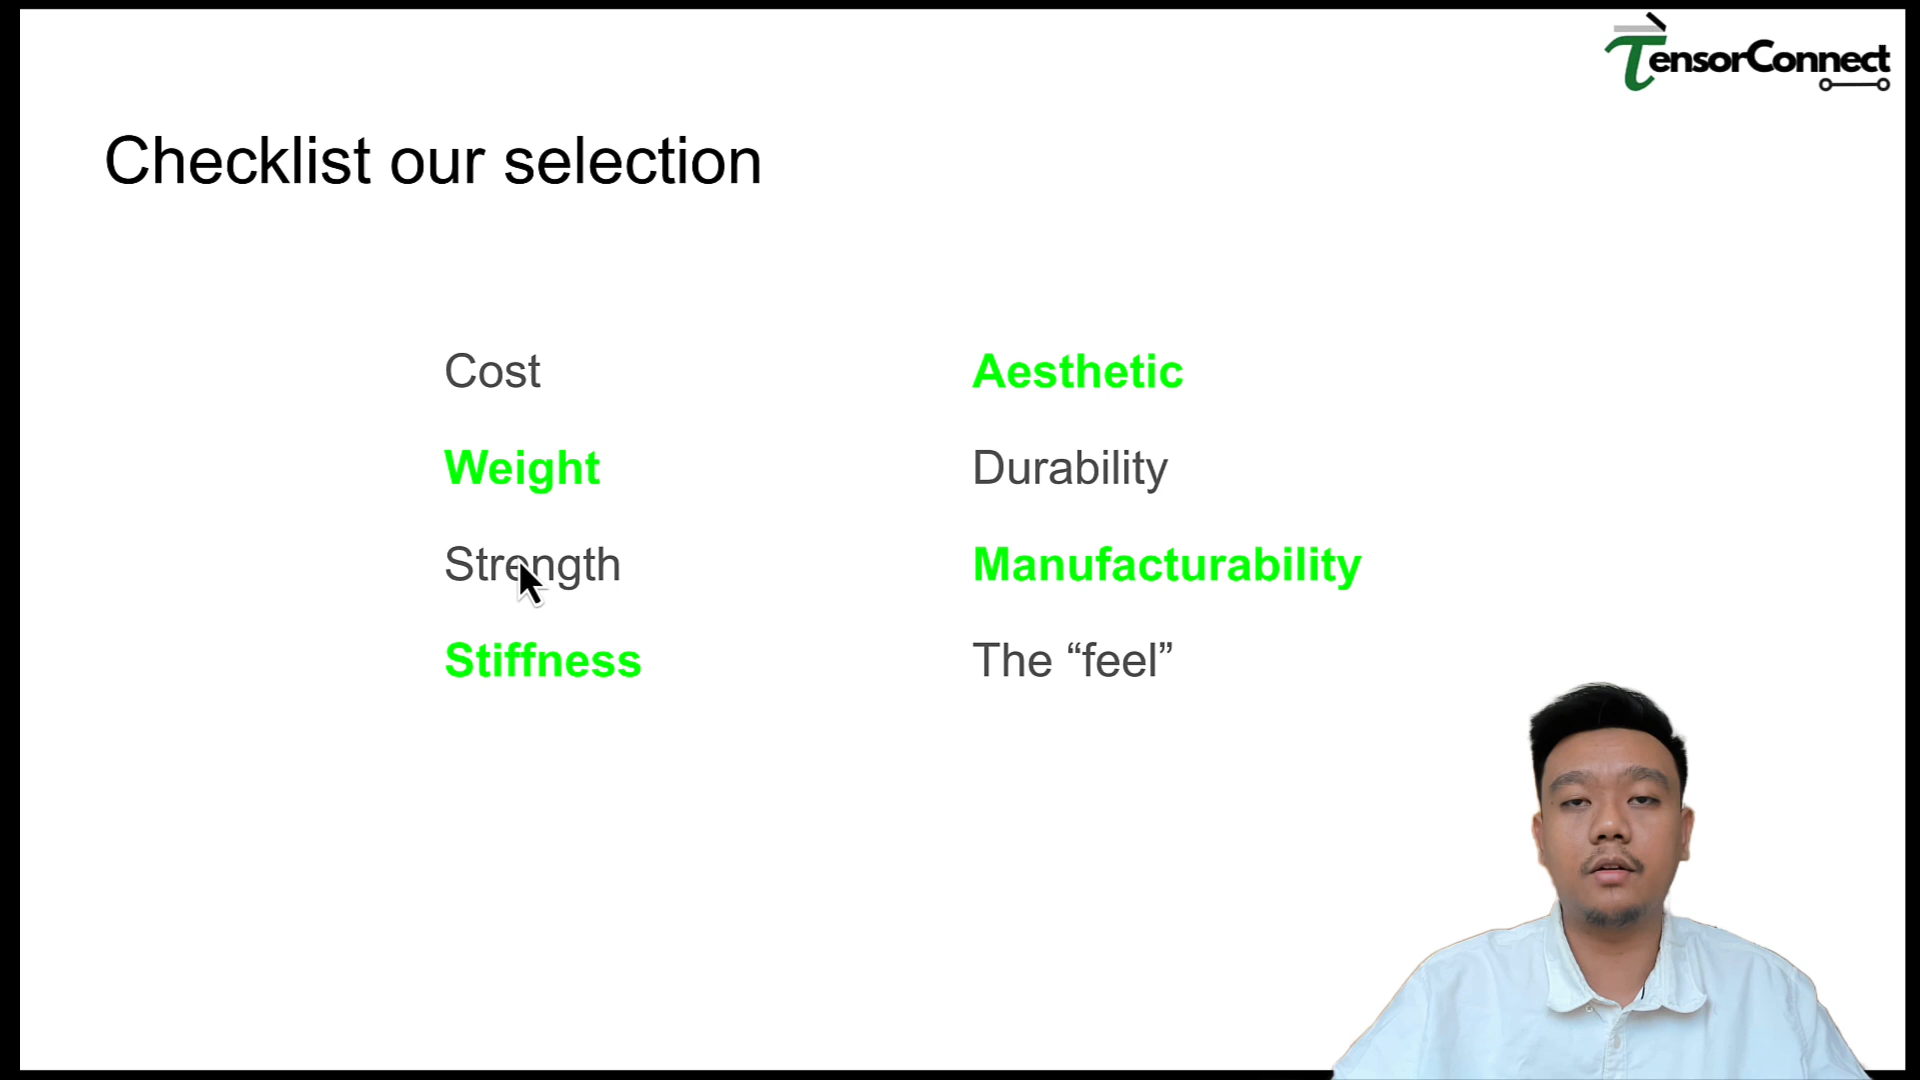 TensorConnect
Checklist our selection
Cost
Weight
Strength
Stiffness
Aesthetic
Durability
Manufacturability
The “feel”